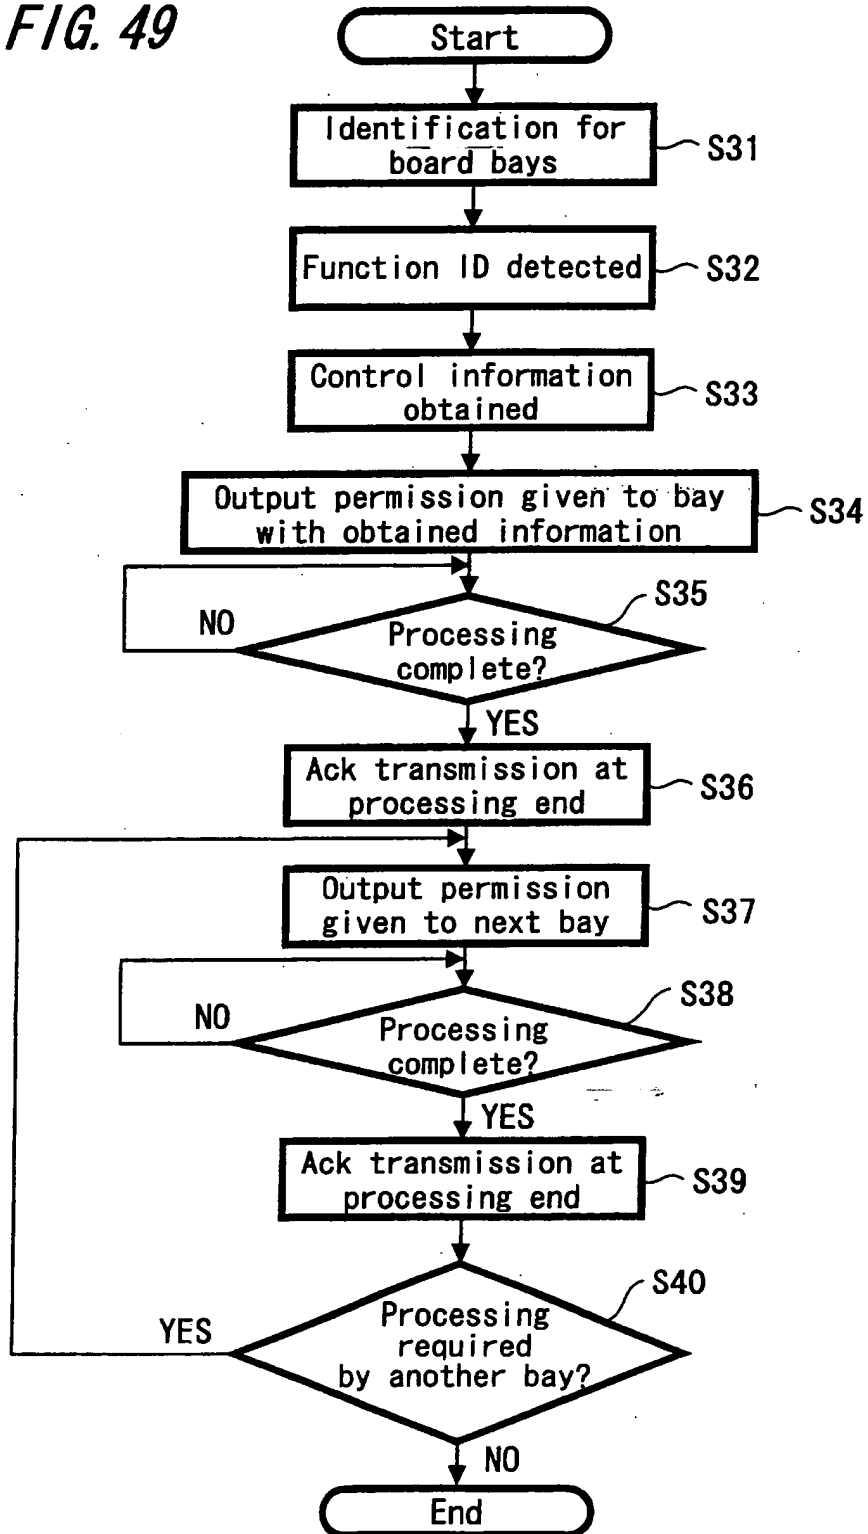 FIG. 49
Start
Identification for
board bays
S31
Function ID detected
S32
Control information
obtained
S33
Output permission given to bay
with obtained information
S34
S35
NO
Processing
complete?
YES
Ack transmission at
processing end
S36
Output permission
given to next bay
S37
S38
NO
Processing
complete?
YES
Ack transmission at
processing end
S39
S40
YES
Processing
required
by another bay?
NO
End